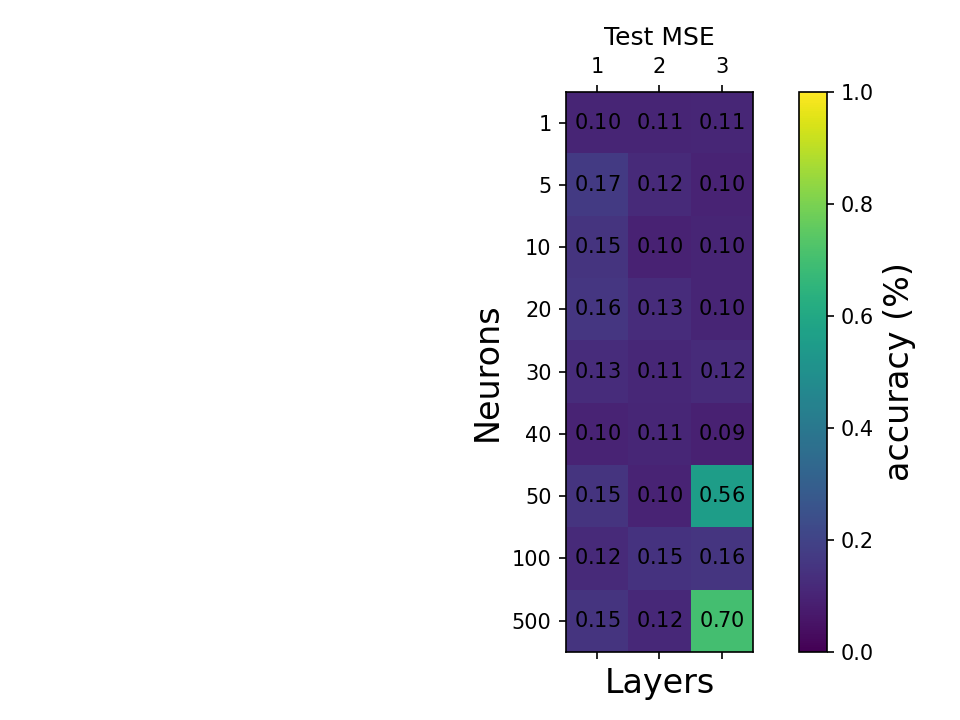 Test MSE
1 2 3
1 0.10 0.11 0.11
5 0.17 0.12 0.10
10 0.15 0.10 0.10
20 0.16 0.13 0.10
30 0.13 0.11 0.12
40 0.10 0.11 0.09
50 0.15 0.10 0.56
100 0.12 0.15 0.16
500 0.15 0.12 0.70
Neurons
Layers
1.0
0.8
0.6
0.4
0.2
0.0
accuracy (%)